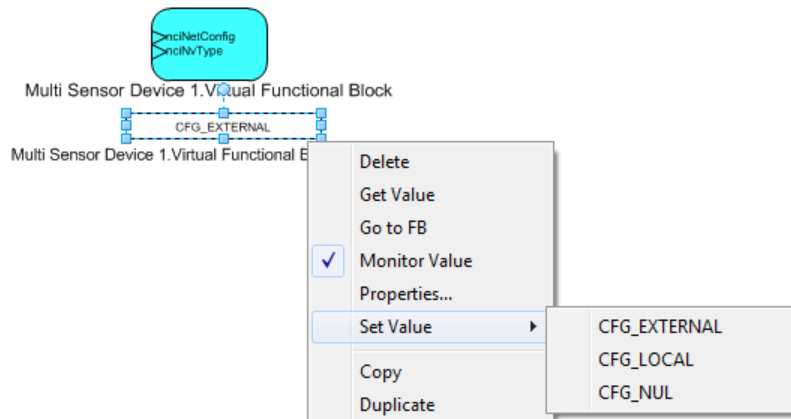 nciNetConfig
nciNvType
Multi Sensor Device 1.Virtual Functional Block
CFG_EXTERNAL
Multi Sensor Device 1.Virtual Functional
Delete
Get Value
Go to FB
Monitor Value
Properties...
Set Value
CFG_EXTERNAL
CFG_LOCAL
CFG_NUL
Copy
Duplicate